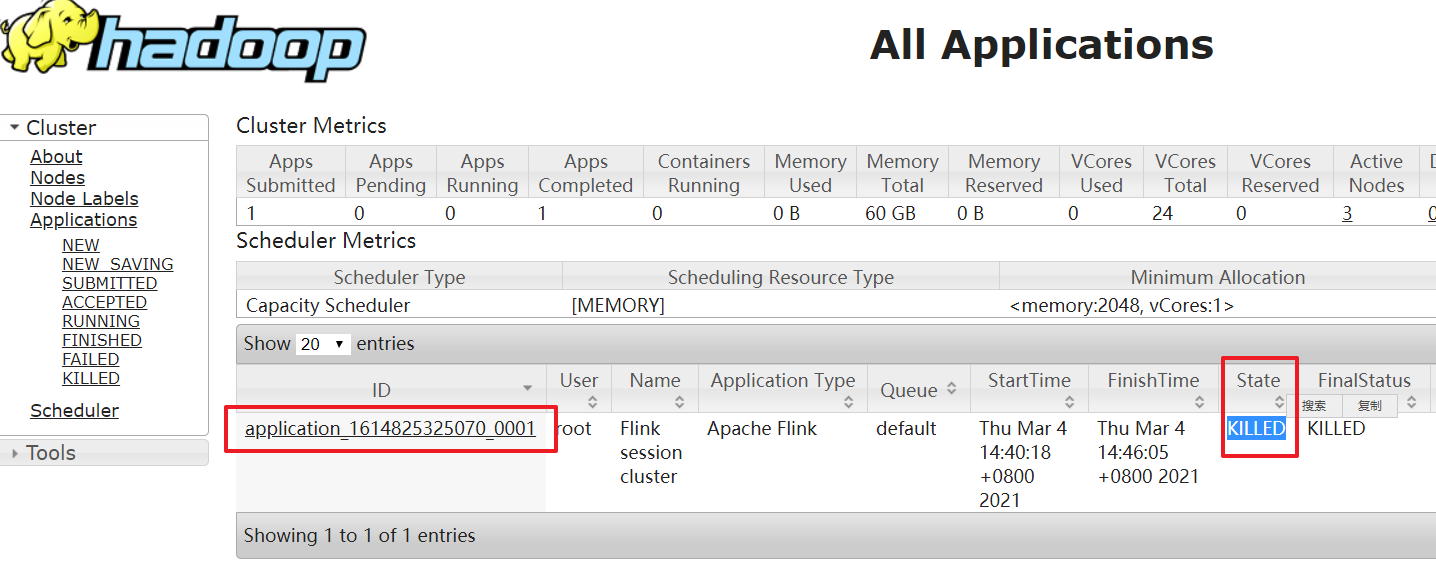 hadoop
All Applications
Cluster
About
Nodes
Node Labels
Applications
NEW
NEW_SAVING
SUBMITTED
ACCEPTED
RUNNING
FINISHED
FAILED
KILLED
Scheduler
Tools
Cluster Metrics
Apps Submitted Apps Pending Apps Running Apps Completed Containers Running Memory Used Memory Total Memory Reserved VCores Used VCores Total VCores Reserved Active Nodes D
1 0 0 1 0 0 B 60 GB 0 B 0 24 0 3 0
Scheduler Metrics
Scheduler Type Scheduling Resource Type Minimum Allocation
Capacity Scheduler [MEMORY] <memory:2048, vCores:1>
Show 20 entries
ID User Name Application Type Queue StartTime FinishTime State FinalStatus
搜索 复制
application_1614825325070_0001 root Flink Apache Flink default Thu Mar 4 Thu Mar 4 KILLED KILLED
session 14:40:18 14:46:05
cluster +0800 +0800 2021
2021
Showing 1 to 1 of 1 entries